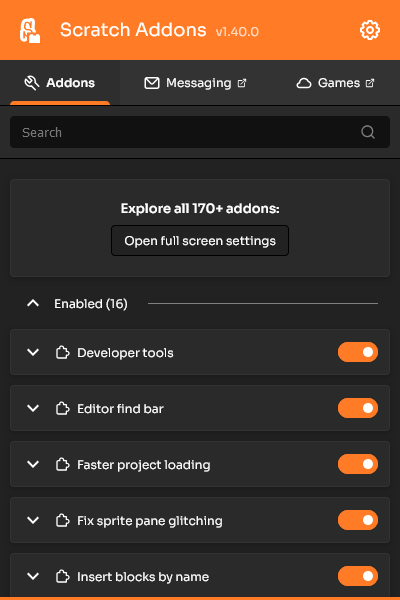 Scratch Addons v1.40.0
Addons Messaging Games
Search
Explore all 170+ addons:
Open full screen settings
Enabled (16)
Developer tools
Editor find bar
Faster project loading
Fix sprite pane glitching
Insert blocks by name